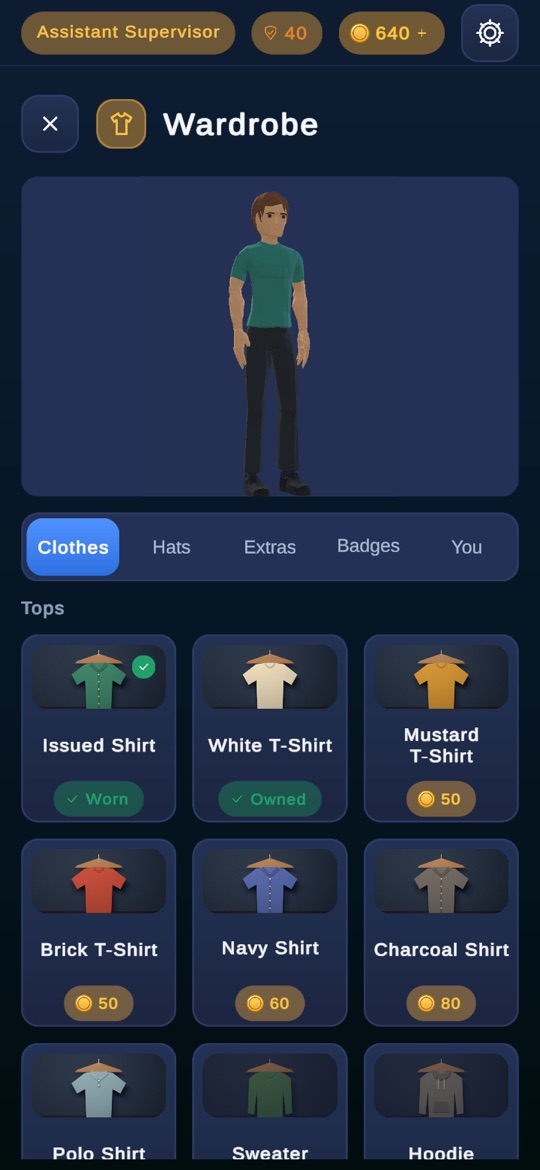 Assistant Supervisor
40
640 +
Wardrobe
Clothes
Hats
Extras
Badges
You
Tops
Issued Shirt
White T-Shirt
Mustard
T-Shirt
Worn
Owned
50
Brick T-Shirt
Navy Shirt
Charcoal Shirt
50
60
80
Polo Shirt
Sweater
Hoodie